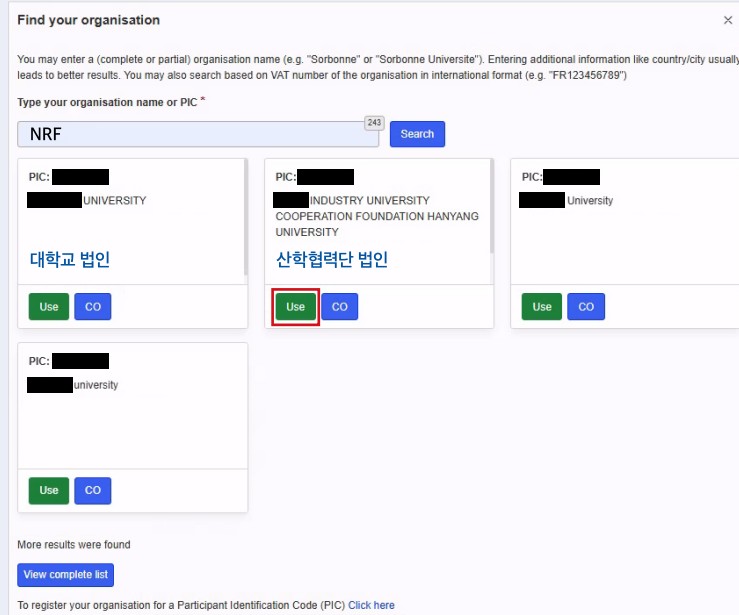 Find your organisation
×
You may enter a (complete or partial) organisation name (e.g. "Sorbonne" or "Sorbonne Universite"). Entering additional information like country/city usually
leads to better results. You may also search based on VAT number of the organisation in international format (e.g. "FR123456789")
Type your organisation name or PIC *
NRF
243
Search
PIC:
UNIVERSITY
대학교 법인
Use CO
PIC:
INDUSTRY UNIVERSITY
COOPERATION FOUNDATION HANYANG
UNIVERSITY
산학협력단 법인
Use CO
PIC:
University
Use CO
PIC:
university
Use CO
More results were found
View complete list
To register your organisation for a Participant Identification Code (PIC) Click here